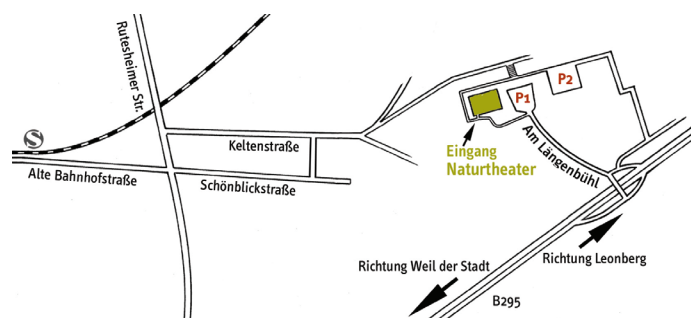 Rutesheimer Str.
S
Alte Bahnhofstraße
Keltenstraße
Schönblickstraße
P1
P2
Eingang
Naturtheater
Am Längenbühl
Richtung Weil der Stadt
Richtung Leonberg
B295